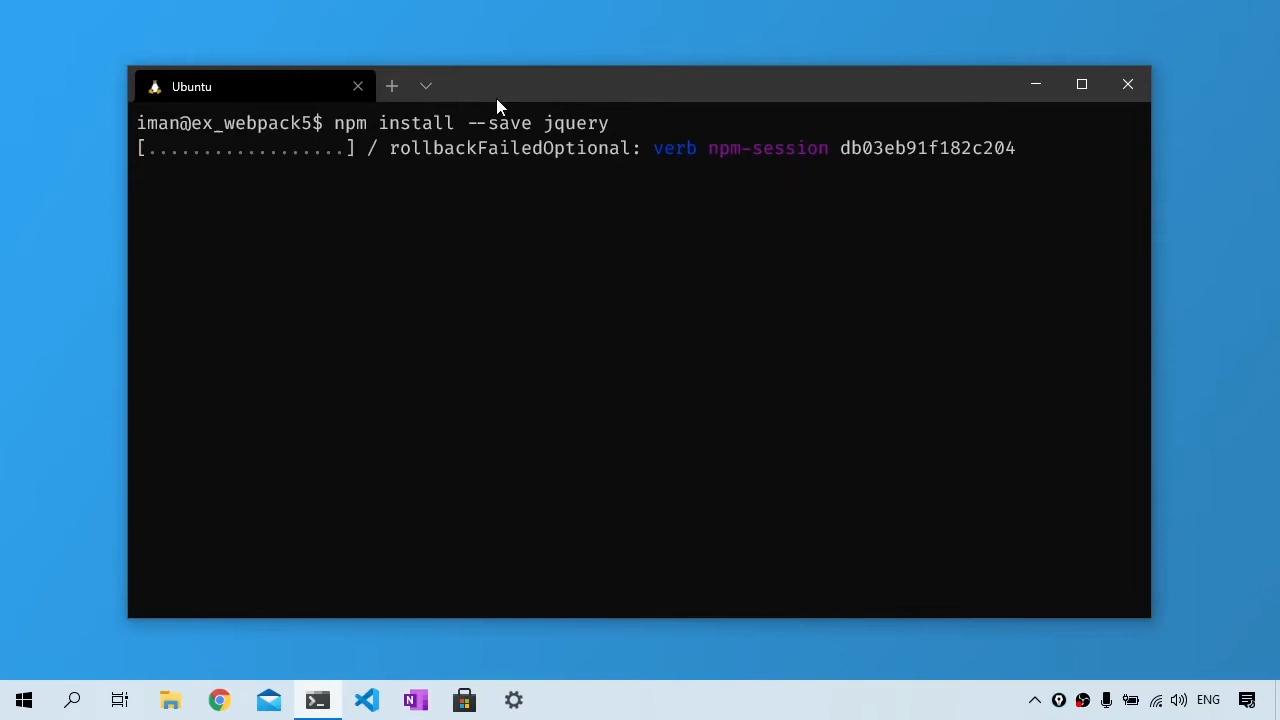 Ubuntu
iman@ex_webpack5$ npm install --save jquery
[..................] / rollbackFailedOptional: verb npm-session db03eb91f182c204
ENG